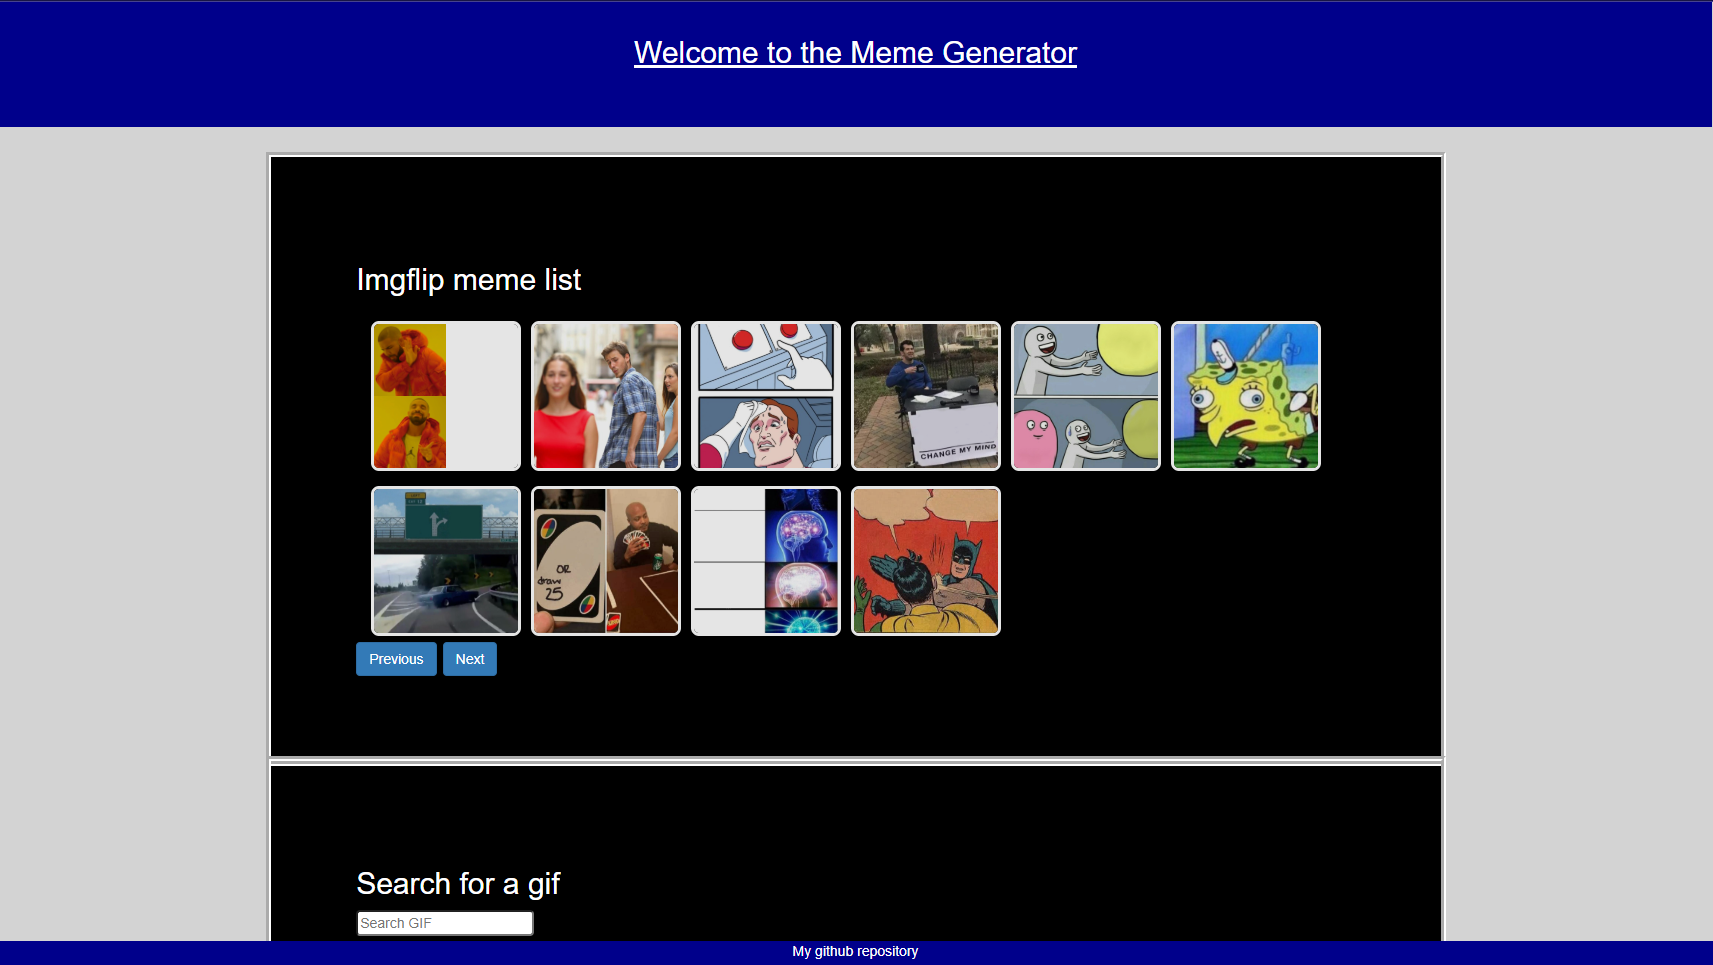 Welcome to the Meme Generator
Imgflip meme list
CHANGE MY MIND
OR
draw
25
Previous
Next
Search for a gif
Search GIF
My github repository